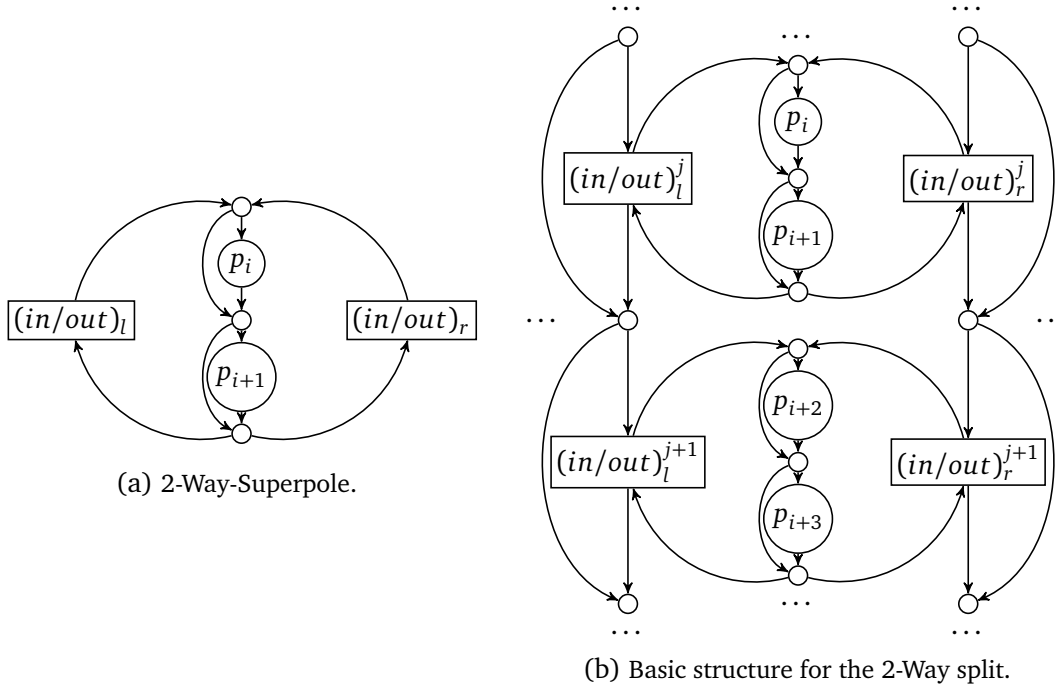 p_i
p_{i+1}
(in/out)_l
(in/out)_r
(a) 2-Way-Superpole.
... ...
...
p_i
(in/out)_l^j
(in/out)_r^j
p_{i+1}
... ...
p_{i+2}
(in/out)_l^{j+1}
(in/out)_r^{j+1}
p_{i+3}
...
... ...
(b) Basic structure for the 2-Way split.